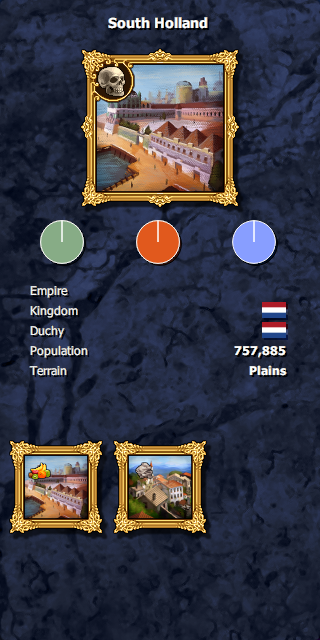 South Holland
Empire
Kingdom
Duchy
Population 757,885
Terrain Plains